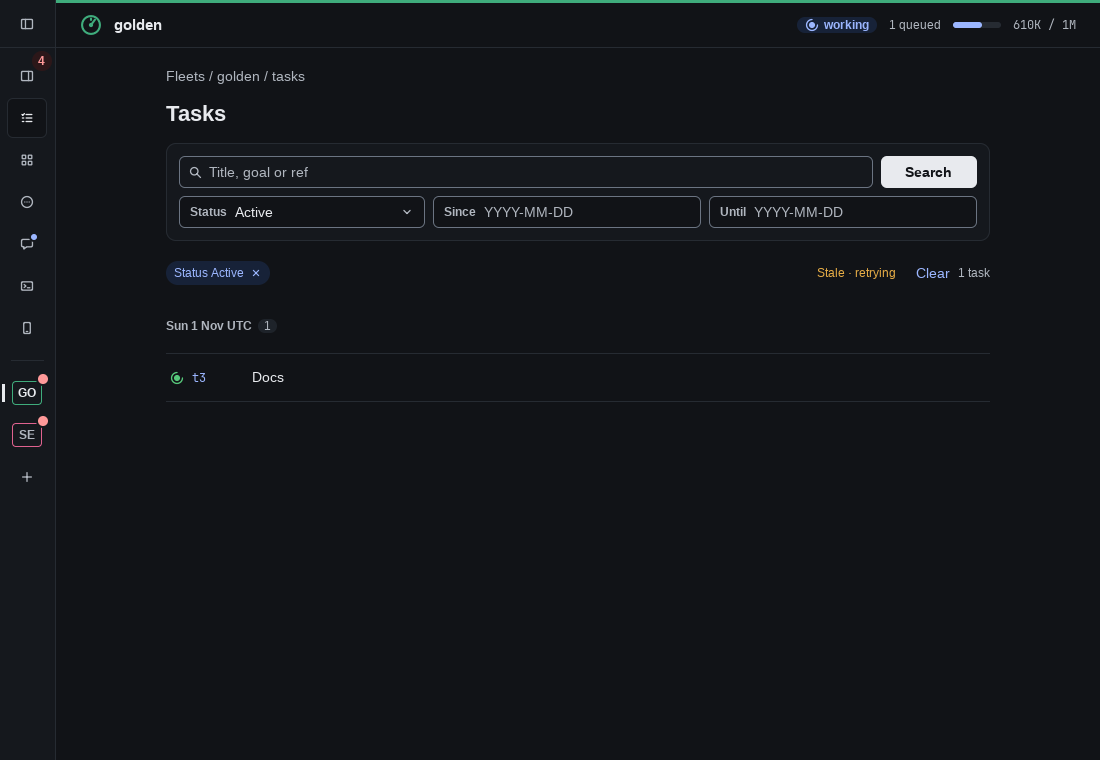 golden
working
1 queued
610K / 1M
4
Fleets / golden / tasks
Tasks
Title, goal or ref
Search
Status Active
Since YYYY-MM-DD
Until YYYY-MM-DD
Status Active ×
Stale · retrying
Clear
1 task
Sun 1 Nov UTC 1
t3 Docs
GO
SE